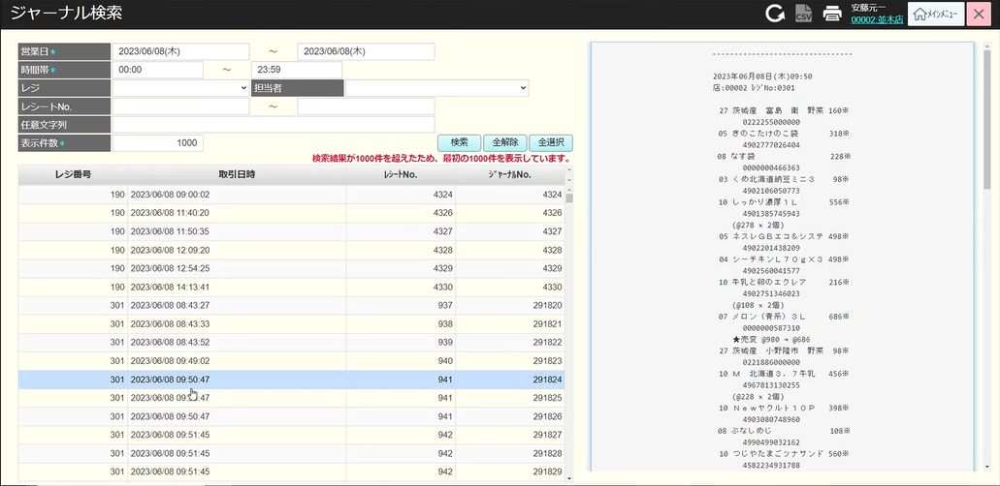 ジャーナル検索
CSV
安藤元一
00002:並木店
メインメニュー
営業日* 2023/06/08(木) ～ 2023/06/08(木)
時間帯* 00:00 ～ 23:59
レジ 担当者
レシートNo. ～
任意文字列
表示件数* 1000
検索 全解除 全選択
検索結果が1000件を超えたため、最初の1000件を表示しています。
レジ番号 取引日時 ﾚｼｰﾄNo. ｼﾞｬｰﾅﾙNo.
190 2023/06/08 09:00:02 4324 4324
190 2023/06/08 11:40:20 4326 4326
190 2023/06/08 11:50:35 4327 4327
190 2023/06/08 12:09:20 4328 4328
190 2023/06/08 12:54:25 4329 4329
190 2023/06/08 14:13:41 4330 4330
301 2023/06/08 08:43:27 937 291820
301 2023/06/08 08:43:33 938 291821
301 2023/06/08 08:43:52 939 291822
301 2023/06/08 09:49:02 940 291823
301 2023/06/08 09:50:47 941 291824
301 2023/06/08 09:50:47 941 291825
301 2023/06/08 09:50:47 941 291826
301 2023/06/08 09:51:45 942 291827
301 2023/06/08 09:51:45 942 291828
301 2023/06/08 09:51:45 942 291829
--------------------------------
2023年06月08日(木)09:50
店:00002 ﾚｼﾞNo:0301
27 茨城産 富島 南 野菜 160※
0222255000000
05 きのこたけのこ袋 318※
4902777026404
08 なす袋 228※
0000000466363
03 くめ北海道納豆ミニ３ 98※
4902106050773
10 しっかり濃厚１Ｌ 556※
4901385745943
(@278 × 2個)
05 ネスレＧＢエコ＆システ 498※
4902201438209
04 シーチキンＬ７０ｇ×３ 498※
4902560041577
10 牛乳と卵のエクレア 216※
4902751346023
(@108 × 2個)
07 メロン（青系）３Ｌ 686※
0000000587310
★売変 @980 → @686
27 茨城産 小野隆市 野菜 98※
0221886000000
10 Ｍ 北海道３．７牛乳 456※
4967813130255
(@228 × 2個)
10 Ｎｅｗヤクルト１０Ｐ 398※
4903080748960
08 ぶなしめじ 108※
4990499032162
10 つじやたまごツナサンド 560※
4582234931788